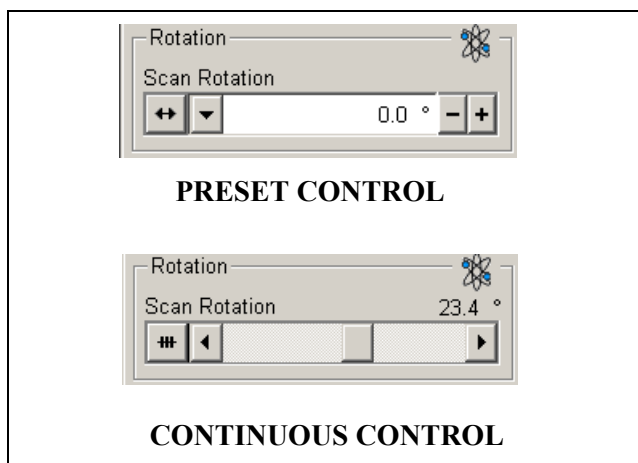 Rotation
Scan Rotation
0.0 °
PRESET CONTROL
Rotation
Scan Rotation 23.4 °
CONTINUOUS CONTROL